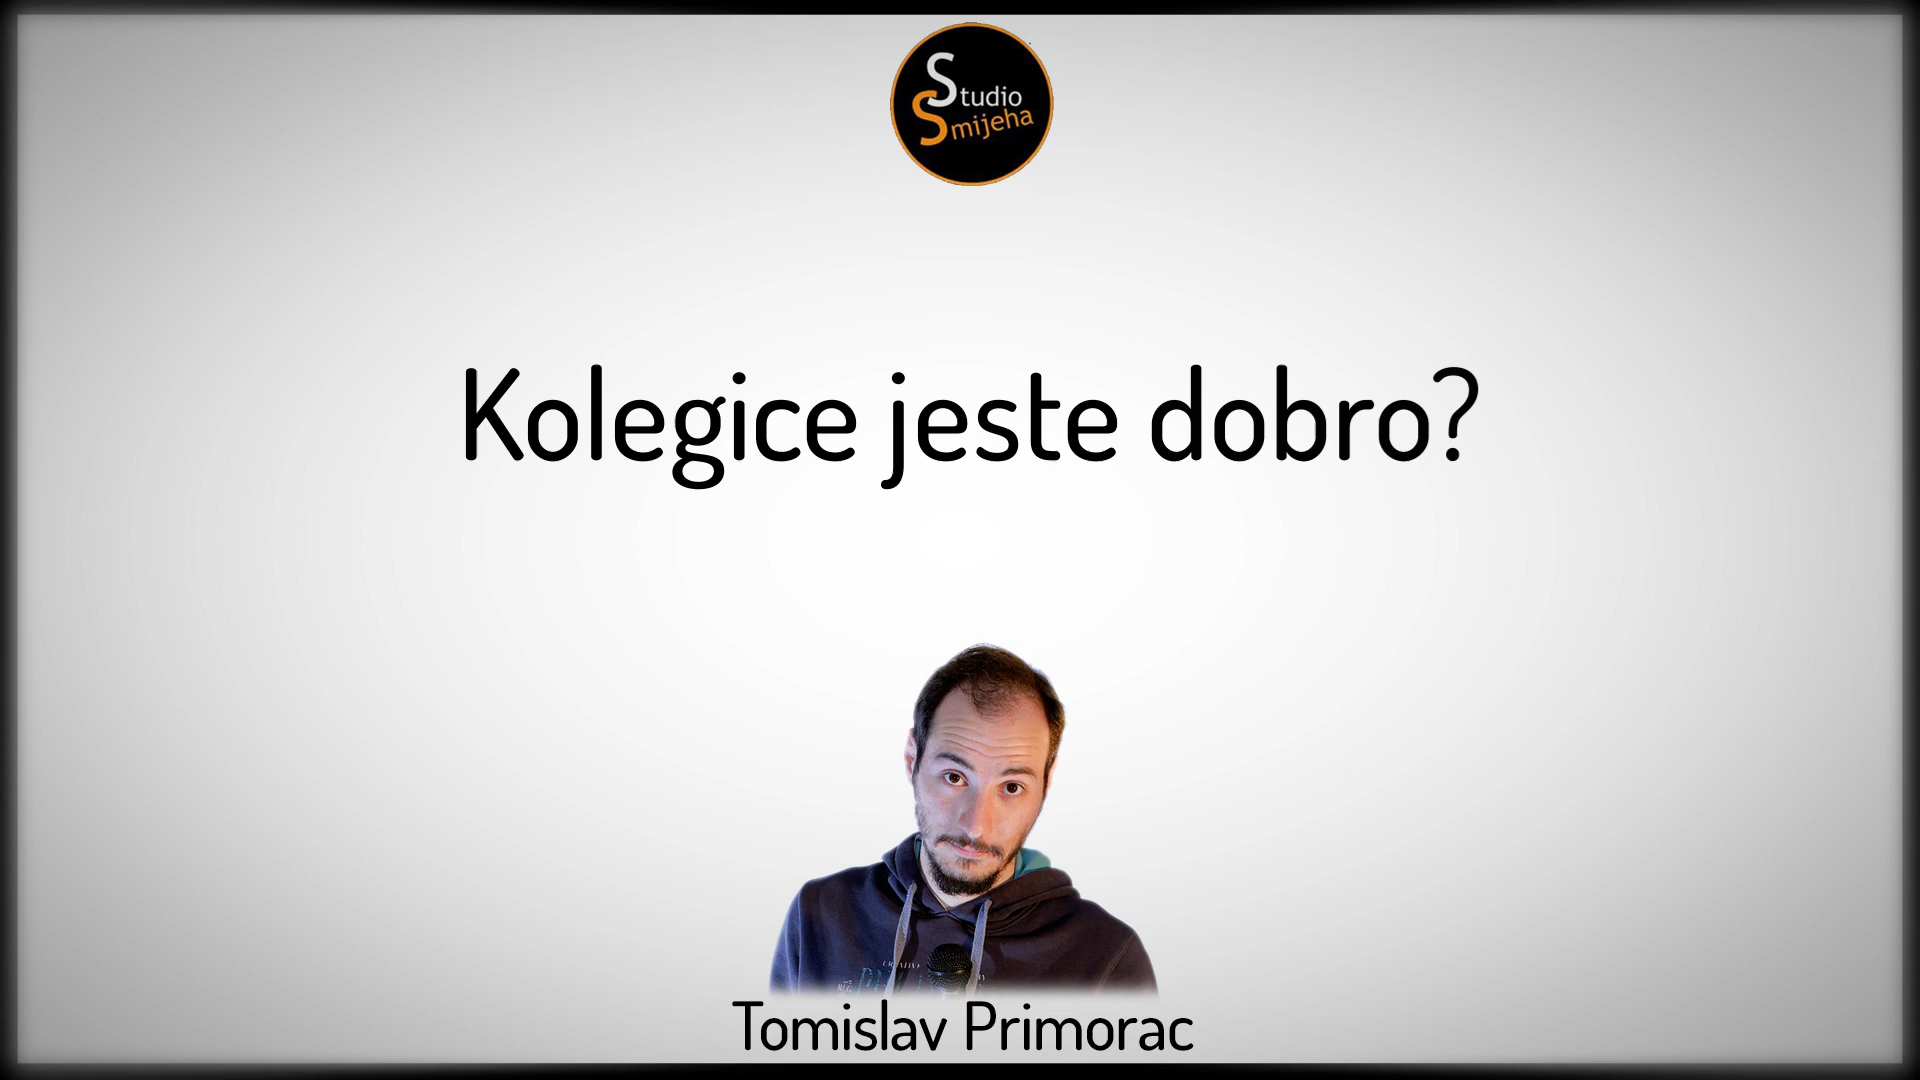 Studio
Smijeha
Kolegice jeste dobro?
Tomislav Primorac